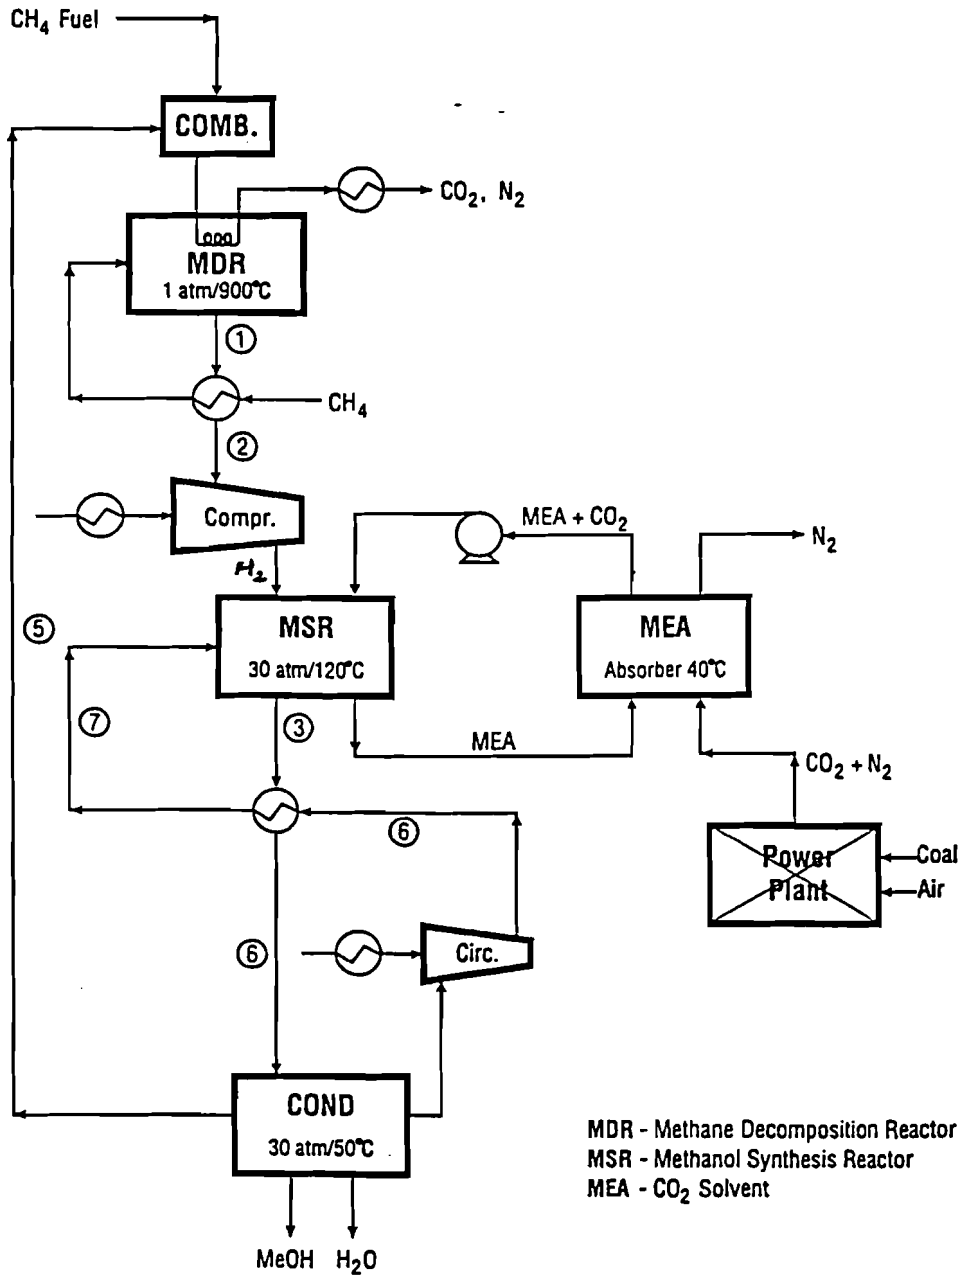 CH₄ Fuel
COMB.
CO₂, N₂
MDR
1 atm/900°C
①
CH₄
②
Compr.
H₂
MEA + CO₂
N₂
MSR
30 atm/120°C
MEA
Absorber 40°C
⑤
⑦
③
MEA
CO₂ + N₂
⑥
Power
Plant
Coal
Air
⑥
Circ.
COND
30 atm/50°C
MDR - Methane Decomposition Reactor
MSR - Methanol Synthesis Reactor
MEA - CO₂ Solvent
MeOH H₂O